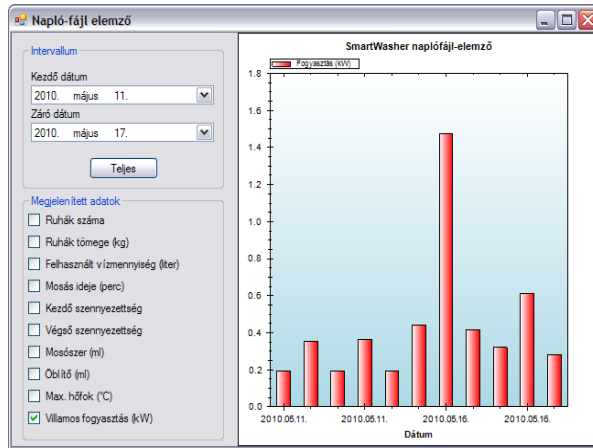 Napló-fájl elemző
Intervallum
Kezdő dátum
2010. május 11.
Záró dátum
2010. május 17.
Teljes
Megjelenített adatok
Ruhák száma
Ruhák tömege (kg)
Felhasznált vízmennyiség (liter)
Mosás ideje (perc)
Kezdő szennyezettség
Végső szennyezettség
Mosószer (ml)
Öblítő (ml)
Max. hőfok (°C)
Villamos fogyasztás (kW)
SmartWasher naplófájl-elemző
Fogyasztás (kW)
1.8
1.6
1.4
1.2
1.0
0.8
0.6
0.4
0.2
0.0
2010.05.11. 2010.05.11. 2010.05.16. 2010.05.16.
Dátum